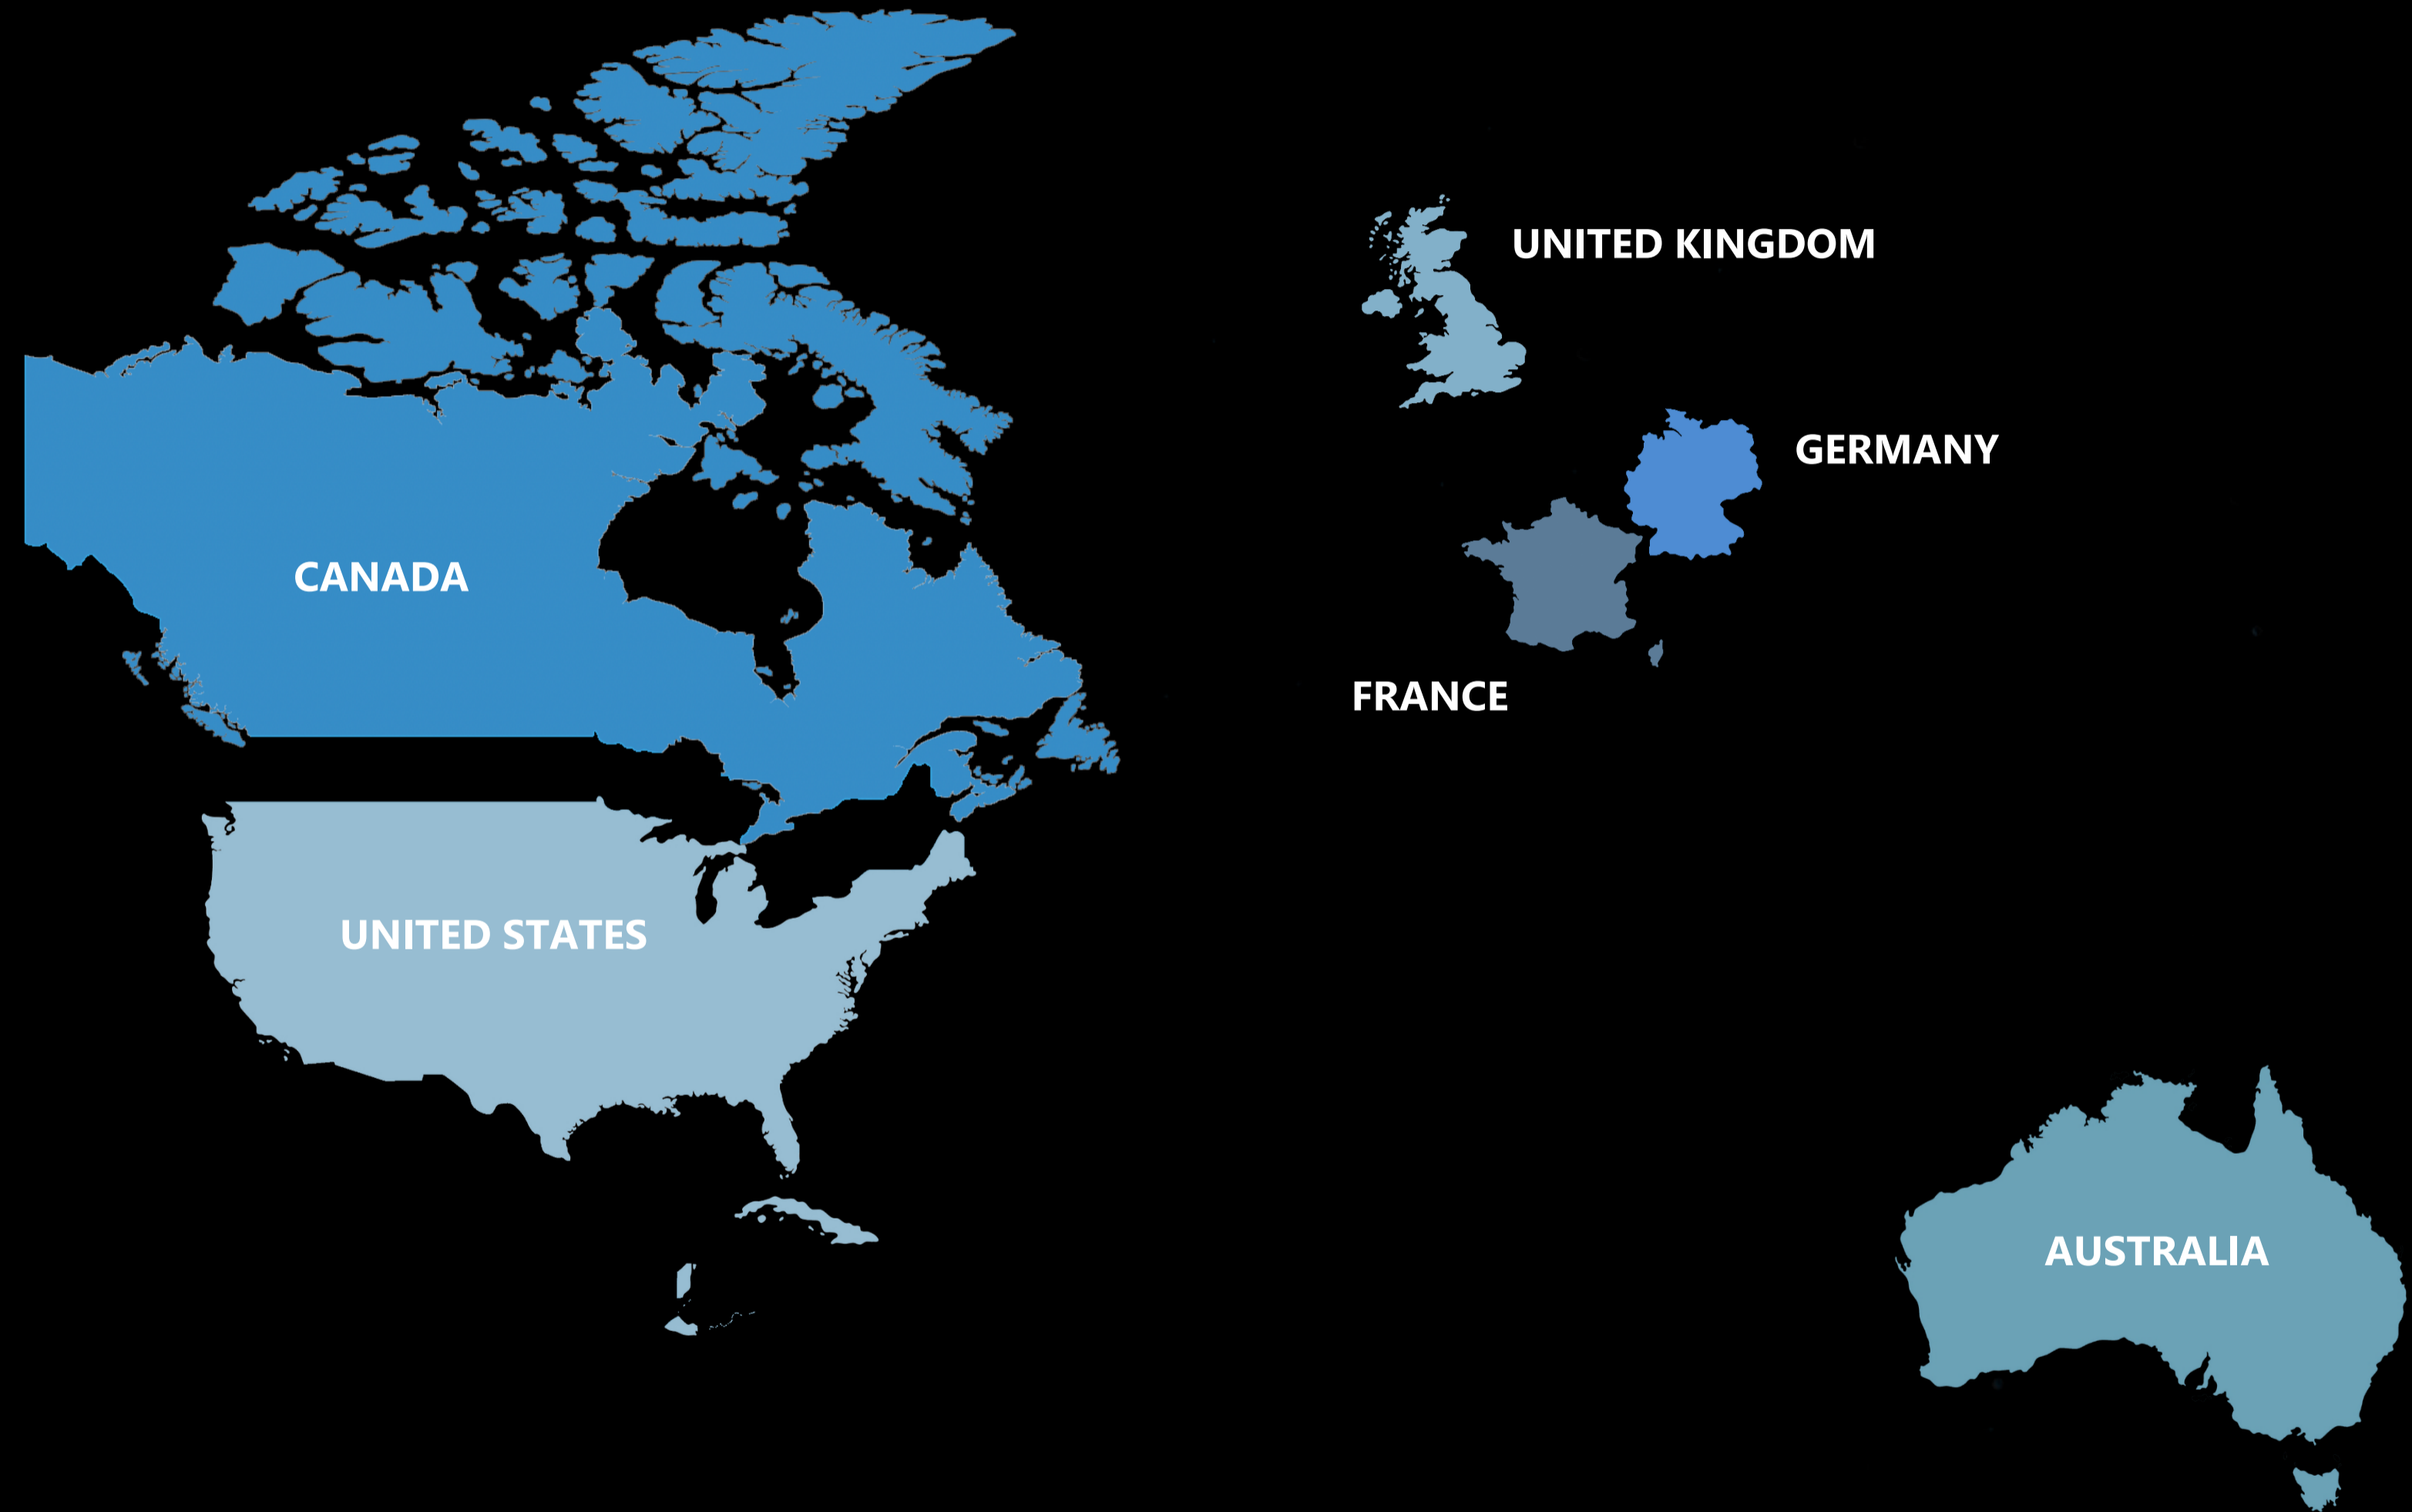 UNITED KINGDOM
GERMANY
CANADA
FRANCE
UNITED STATES
AUSTRALIA